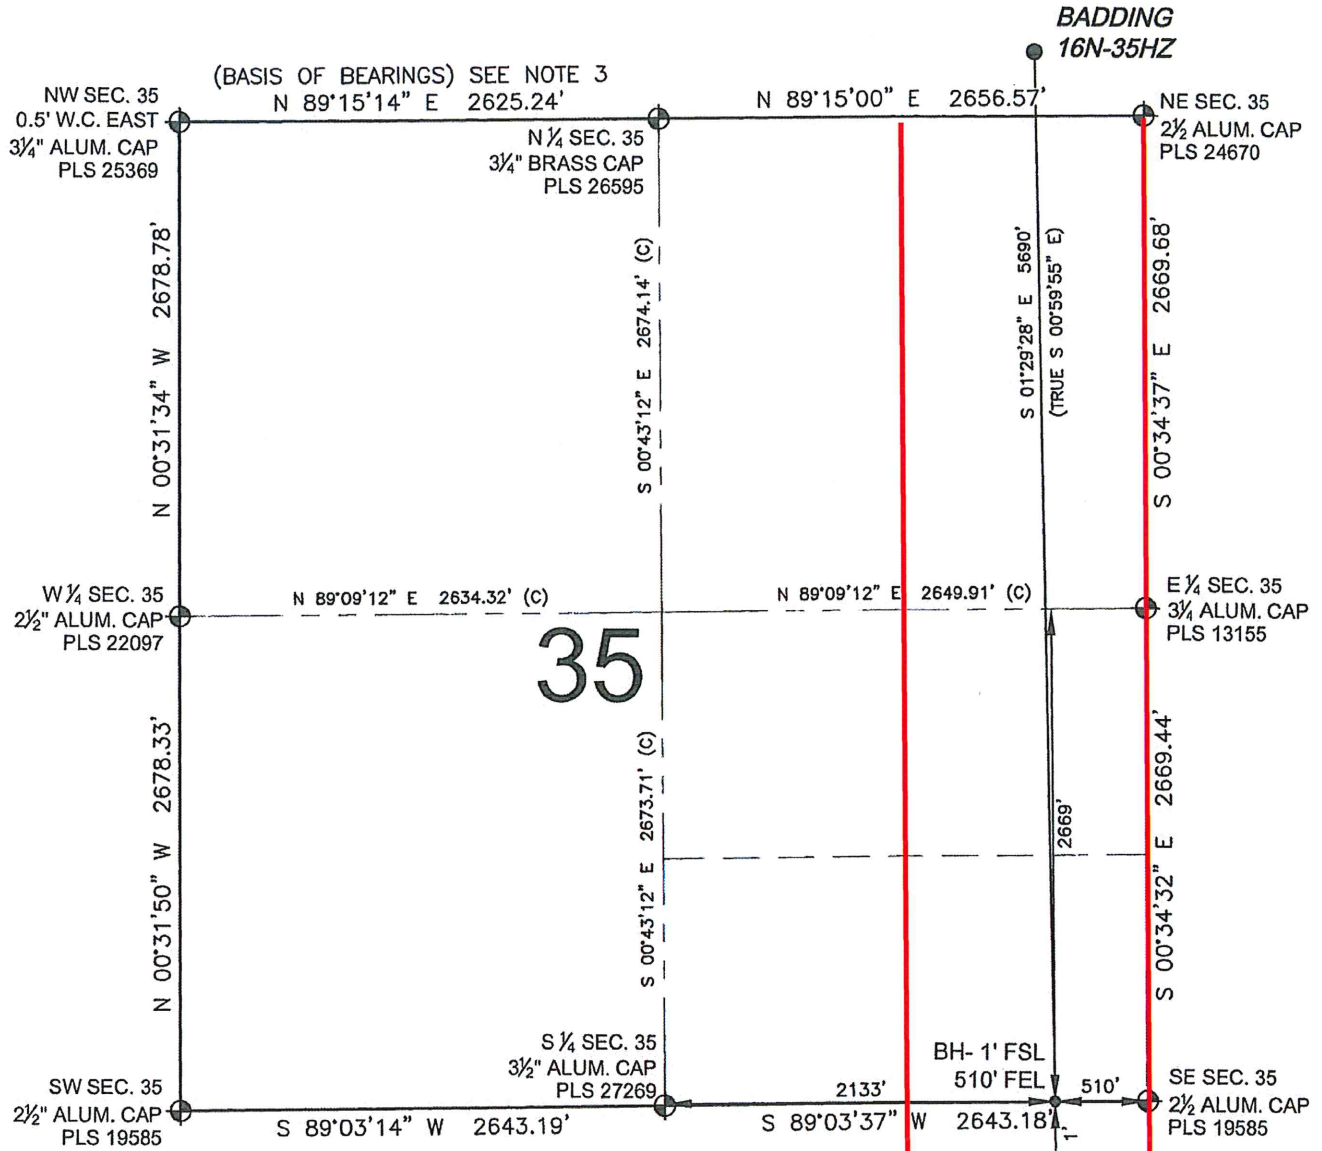 BADDING
16N-35HZ
(BASIS OF BEARINGS) SEE NOTE 3
N 89°15'14" E 2625.24'
N 89°15'00" E 2656.57'
NW SEC. 35
0.5' W.C. EAST
3¼" ALUM. CAP
PLS 25369
N ¼ SEC. 35
3¼" BRASS CAP
PLS 26595
NE SEC. 35
2½ ALUM. CAP
PLS 24670
N 00°31'34" W 2678.78'
S 00°43'12" E 2674.14' (C)
S 01°29'28" E 5690'
(TRUE S 00°59'55" E)
S 00°34'37" E 2669.68'
W ¼ SEC. 35
2½" ALUM. CAP
PLS 22097
N 89°09'12" E 2634.32' (C)
N 89°09'12" E 2649.91' (C)
E ¼ SEC. 35
3¼ ALUM. CAP
PLS 13155
35
N 00°31'50" W 2678.33'
S 00°43'12" E 2673.71' (C)
2669'
S 00°34'32" E 2669.44'
SW SEC. 35
2½" ALUM. CAP
PLS 19585
S ¼ SEC. 35
3½" ALUM. CAP
PLS 27269
BH- 1' FSL
510' FEL
2133'
510'
SE SEC. 35
2½ ALUM. CAP
PLS 19585
S 89°03'14" W 2643.19'
S 89°03'37" W 2643.18'
1'